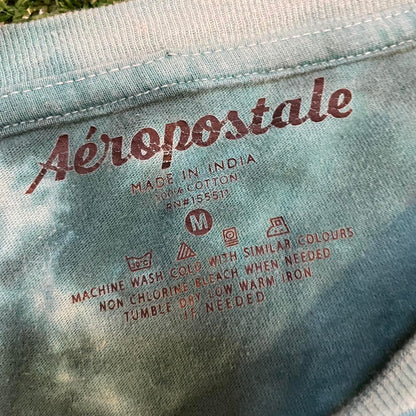 Aéropostale
MADE IN INDIA
100% COTTON
RN#155511
M
MACHINE WASH COLD WITH SIMILAR COLOURS
NON CHLORINE BLEACH WHEN NEEDED
TUMBLE DRY LOW WARM IRON
IF NEEDED